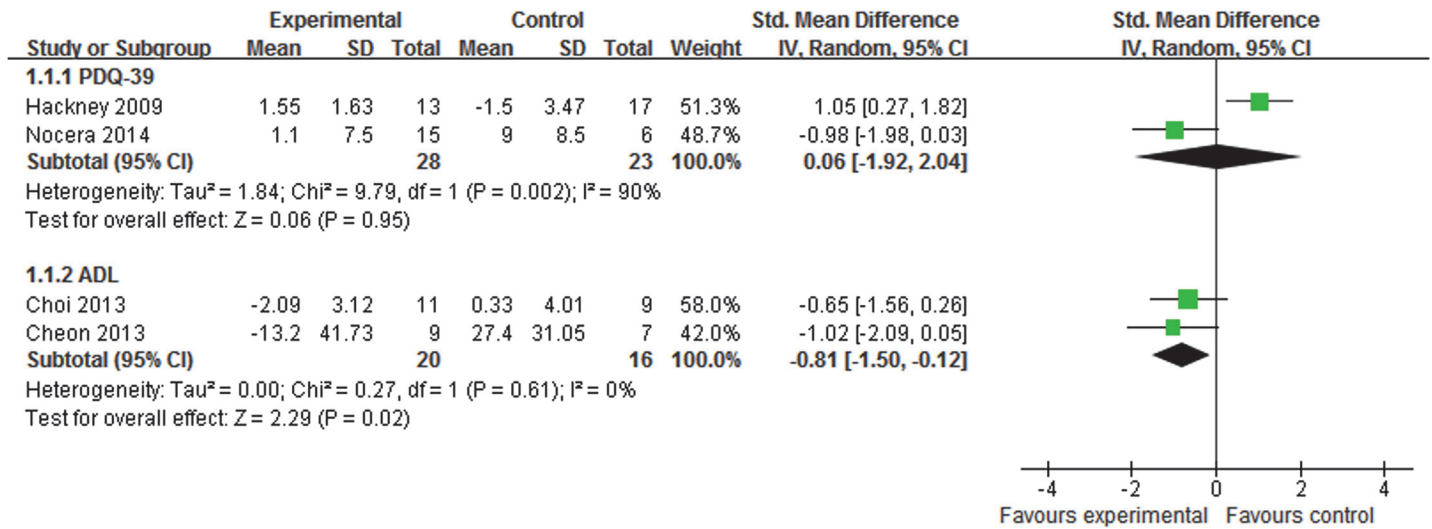 Experimental Control Std. Mean Difference Std. Mean Difference
Study or Subgroup Mean SD Total Mean SD Total Weight IV, Random, 95% CI IV, Random, 95% CI
1.1.1 PDQ-39
Hackney 2009 1.55 1.63 13 -1.5 3.47 17 51.3% 1.05 [0.27, 1.82]
Nocera 2014 1.1 7.5 15 9 8.5 6 48.7% -0.98 [-1.98, 0.03]
Subtotal (95% CI) 28 23 100.0% 0.06 [-1.92, 2.04]
Heterogeneity: Tau² = 1.84; Chi² = 9.79, df = 1 (P = 0.002); I² = 90%
Test for overall effect: Z = 0.06 (P = 0.95)
1.1.2 ADL
Choi 2013 -2.09 3.12 11 0.33 4.01 9 58.0% -0.65 [-1.56, 0.26]
Cheon 2013 -13.2 41.73 9 27.4 31.05 7 42.0% -1.02 [-2.09, 0.05]
Subtotal (95% CI) 20 16 100.0% -0.81 [-1.50, -0.12]
Heterogeneity: Tau² = 0.00; Chi² = 0.27, df = 1 (P = 0.61); I² = 0%
Test for overall effect: Z = 2.29 (P = 0.02)
-4 -2 0 2 4
Favours experimental Favours control